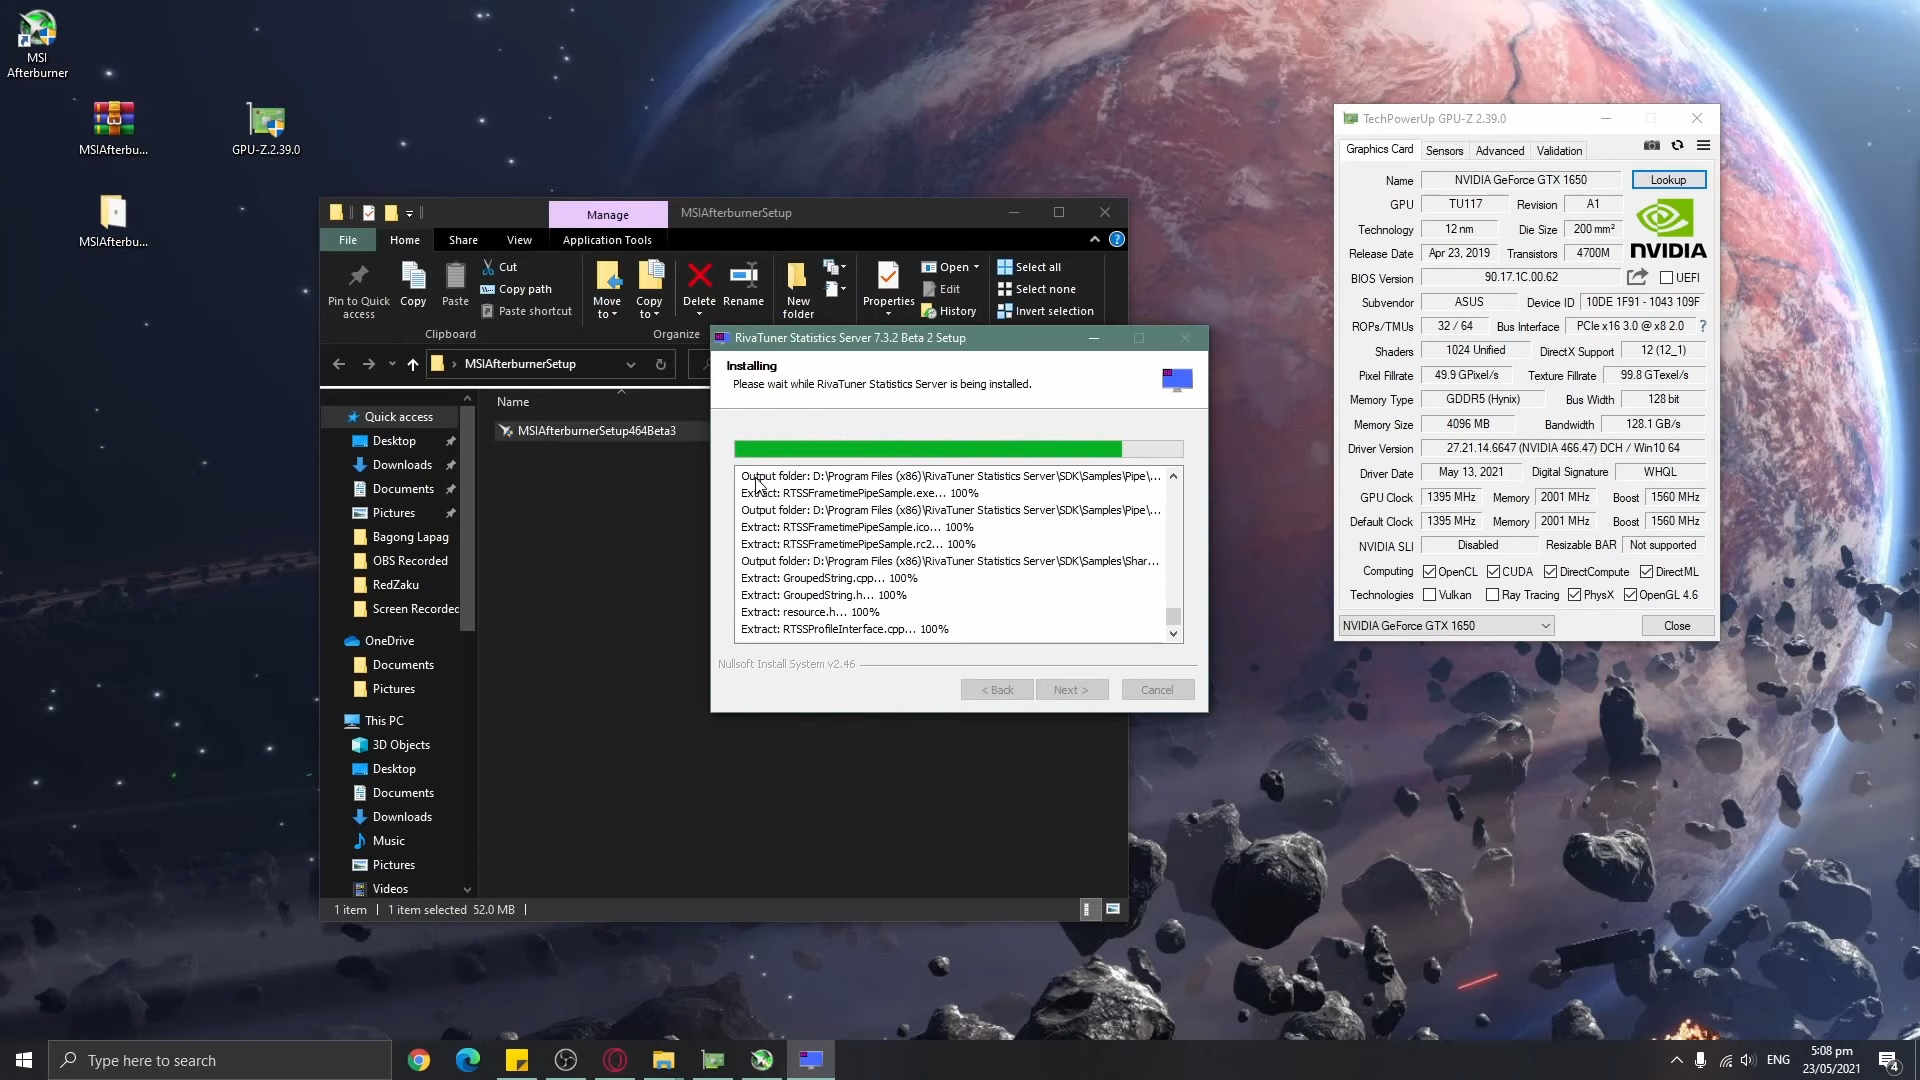 MSI
Afterburner
MSIAfterbu...
GPU-Z.2.39.0
MSIAfterbu...
Manage
MSIAfterburnerSetup
File
Home
Share
View
Application Tools
Pin to Quick
access
Copy
Paste
Cut
Copy path
Paste shortcut
Clipboard
Move
to
Copy
to
Delete
Rename
Organize
New
folder
Properties
Open
Edit
History
Select all
Select none
Invert selection
MSIAfterburnerSetup
Quick access
Desktop
Downloads
Documents
Pictures
Bagong Lapag
OBS Recorded
RedZaku
Screen Recorded
OneDrive
Documents
Pictures
This PC
3D Objects
Desktop
Documents
Downloads
Music
Pictures
Videos
Name
MSIAfterburnerSetup464Beta3
1 item
1 item selected 52.0 MB
RivaTuner Statistics Server 7.3.2 Beta 2 Setup
Installing
Please wait while RivaTuner Statistics Server is being installed.
Output folder: D:\Program Files (x86)\RivaTuner Statistics Server\SDK\Samples\Pipe\...
Extract: RTSSFrametimePipeSample.exe... 100%
Output folder: D:\Program Files (x86)\RivaTuner Statistics Server\SDK\Samples\Pipe\...
Extract: RTSSFrametimePipeSample.ico... 100%
Extract: RTSSFrametimePipeSample.rc2... 100%
Output folder: D:\Program Files (x86)\RivaTuner Statistics Server\SDK\Samples\Shar...
Extract: GroupedString.cpp... 100%
Extract: GroupedString.h... 100%
Extract: resource.h... 100%
Extract: RTSSProfileInterface.cpp... 100%
Nullsoft Install System v2.46
< Back
Next >
Cancel
TechPowerUp GPU-Z 2.39.0
Graphics Card
Sensors
Advanced
Validation
Name NVIDIA GeForce GTX 1650 Lookup
GPU TU117 Revision A1
Technology 12 nm Die Size 200 mm²
Release Date Apr 23, 2019 Transistors 4700M
NVIDIA
BIOS Version 90.17.1C.00.62 UEFI
Subvendor ASUS Device ID 10DE 1F91 - 1043 109F
ROPs/TMUs 32 / 64 Bus Interface PCIe x16 3.0 @ x8 2.0 ?
Shaders 1024 Unified DirectX Support 12 (12_1)
Pixel Fillrate 49.9 GPixel/s Texture Fillrate 99.8 GTexel/s
Memory Type GDDR5 (Hynix) Bus Width 128 bit
Memory Size 4096 MB Bandwidth 128.1 GB/s
Driver Version 27.21.14.6647 (NVIDIA 466.47) DCH / Win10 64
Driver Date May 13, 2021 Digital Signature WHQL
GPU Clock 1395 MHz Memory 2001 MHz Boost 1560 MHz
Default Clock 1395 MHz Memory 2001 MHz Boost 1560 MHz
NVIDIA SLI Disabled Resizable BAR Not supported
Computing OpenCL CUDA DirectCompute DirectML
Technologies Vulkan Ray Tracing PhysX OpenGL 4.6
NVIDIA GeForce GTX 1650
Close
Type here to search
ENG
5:08 pm
23/05/2021
4